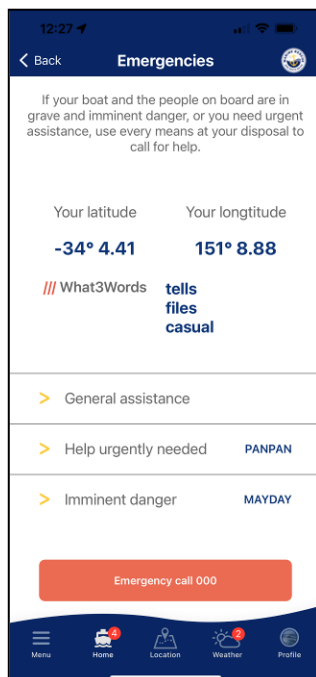 12:27
Back
Emergencies
If your boat and the people on board are in
grave and imminent danger, or you need urgent
assistance, use every means at your disposal to
call for help.
Your latitude
Your longtitude
-34° 4.41
151° 8.88
/// What3Words
tells
files
casual
> General assistance
> Help urgently needed PANPAN
> Imminent danger MAYDAY
Emergency call 000
4
2
Menu
Home
Location
Weather
Profile